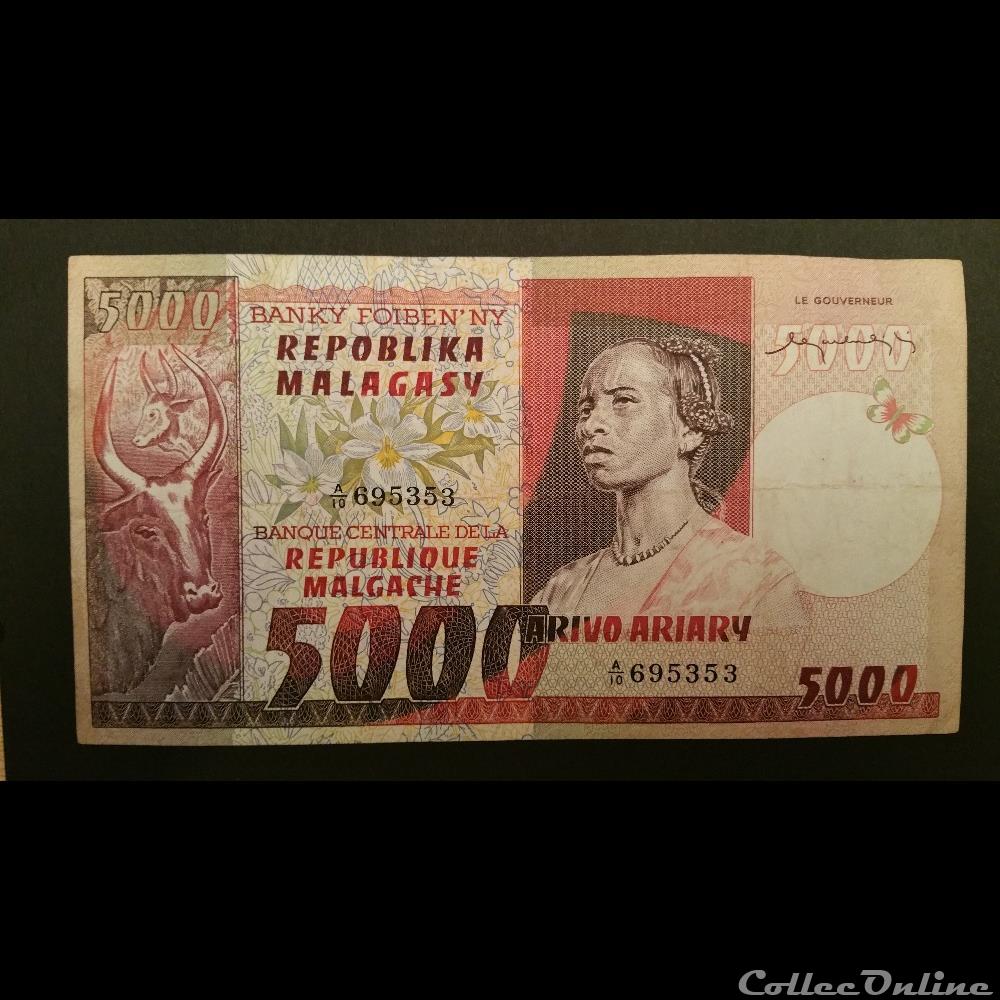 5000
BANKY FOIBEN'NY
REPOBLIKA
MALAGASY
A/10 695353
BANQUE CENTRALE DE LA
REPUBLIQUE
MALGACHE
5000
ARIVO ARIARY
A/10 695353
LE GOUVERNEUR
5000
5000
CollecOnline